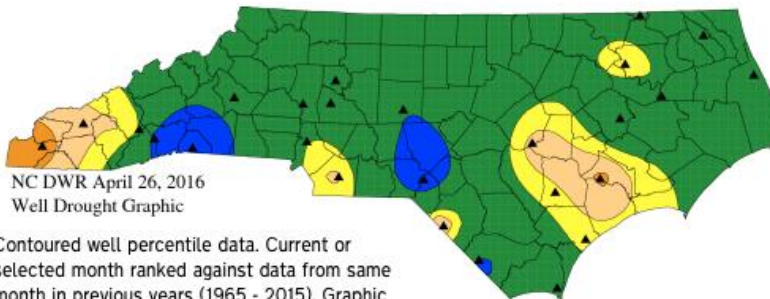 NC DWR April 26, 2016
Well Drought Graphic
Contoured well percentile data. Current or
selected month ranked against data from same
month in previous years (1965 - 2015). Graphic